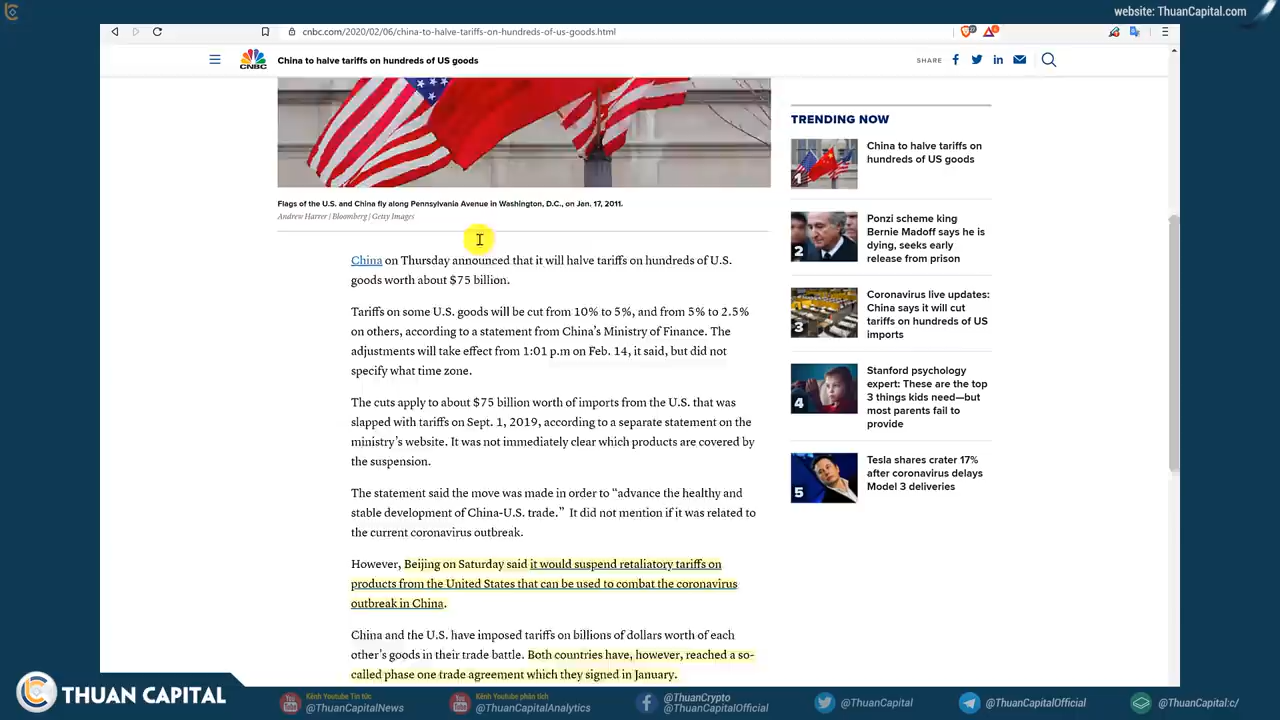 website: ThuanCapital.com
cnbc.com/2020/02/06/china-to-halve-tariffs-on-hundreds-of-us-goods.html
CNBC
China to halve tariffs on hundreds of US goods
SHARE
Flags of the U.S. and China fly along Pennsylvania Avenue in Washington, D.C., on Jan. 17, 2011.
Andrew Harrer | Bloomberg | Getty Images
China on Thursday announced that it will halve tariffs on hundreds of U.S.
goods worth about $75 billion.
Tariffs on some U.S. goods will be cut from 10% to 5%, and from 5% to 2.5%
on others, according to a statement from China's Ministry of Finance. The
adjustments will take effect from 1:01 p.m on Feb. 14, it said, but did not
specify what time zone.
The cuts apply to about $75 billion worth of imports from the U.S. that was
slapped with tariffs on Sept. 1, 2019, according to a separate statement on the
ministry's website. It was not immediately clear which products are covered by
the suspension.
The statement said the move was made in order to “advance the healthy and
stable development of China-U.S. trade.” It did not mention if it was related to
the current coronavirus outbreak.
However, Beijing on Saturday said it would suspend retaliatory tariffs on
products from the United States that can be used to combat the coronavirus
outbreak in China.
China and the U.S. have imposed tariffs on billions of dollars worth of each
other's goods in their trade battle. Both countries have, however, reached a so-
called phase one trade agreement which they signed in January.
TRENDING NOW
1
China to halve tariffs on
hundreds of US goods
2
Ponzi scheme king
Bernie Madoff says he is
dying, seeks early
release from prison
3
Coronavirus live updates:
China says it will cut
tariffs on hundreds of US
imports
4
Stanford psychology
expert: These are the top
3 things kids need—but
most parents fail to
provide
5
Tesla shares crater 17%
after coronavirus delays
Model 3 deliveries
THUAN CAPITAL
Kênh Youtube Tin tức
@ThuanCapitalNews
Kênh Youtube phân tích
@ThuanCapitalAnalytics
@ThuanCrypto
@ThuanCapitalOfficial
@ThuanCapital
@ThuanCapitalOfficial
@ThuanCapital:c/